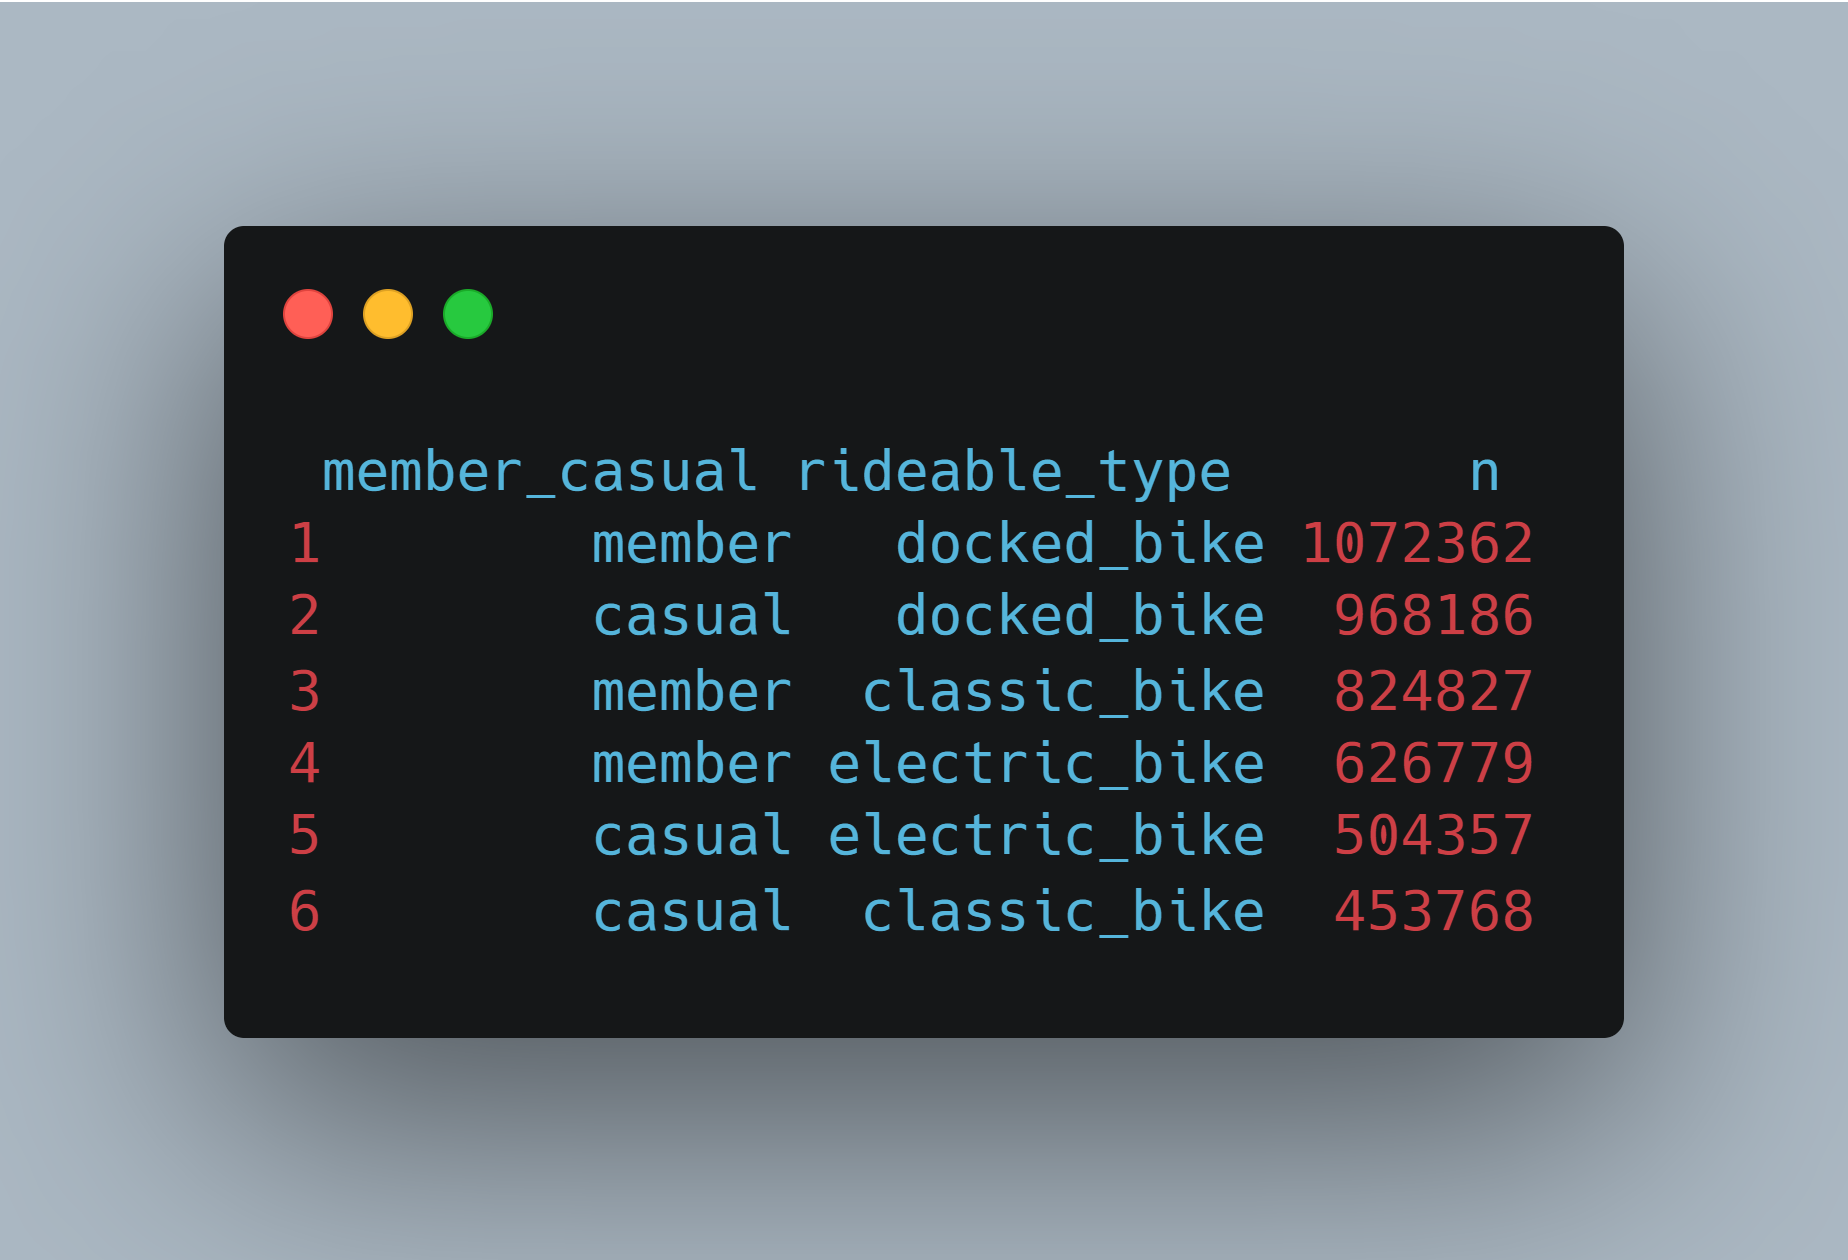 member_casual rideable_type n
1 member docked_bike 1072362
2 casual docked_bike 968186
3 member classic_bike 824827
4 member electric_bike 626779
5 casual electric_bike 504357
6 casual classic_bike 453768